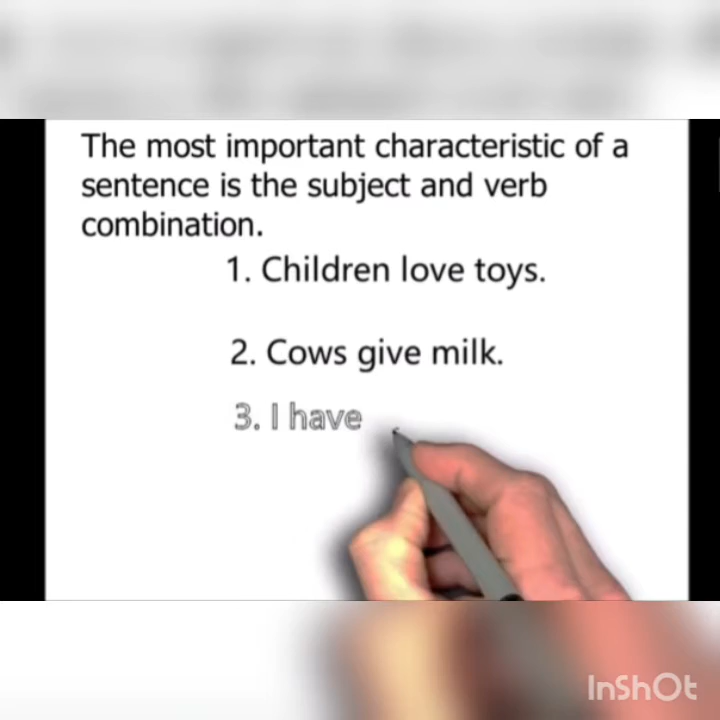 The most important characteristic of a
sentence is the subject and verb
combination.
1. Children love toys.
2. Cows give milk.
3. I have
InShOt